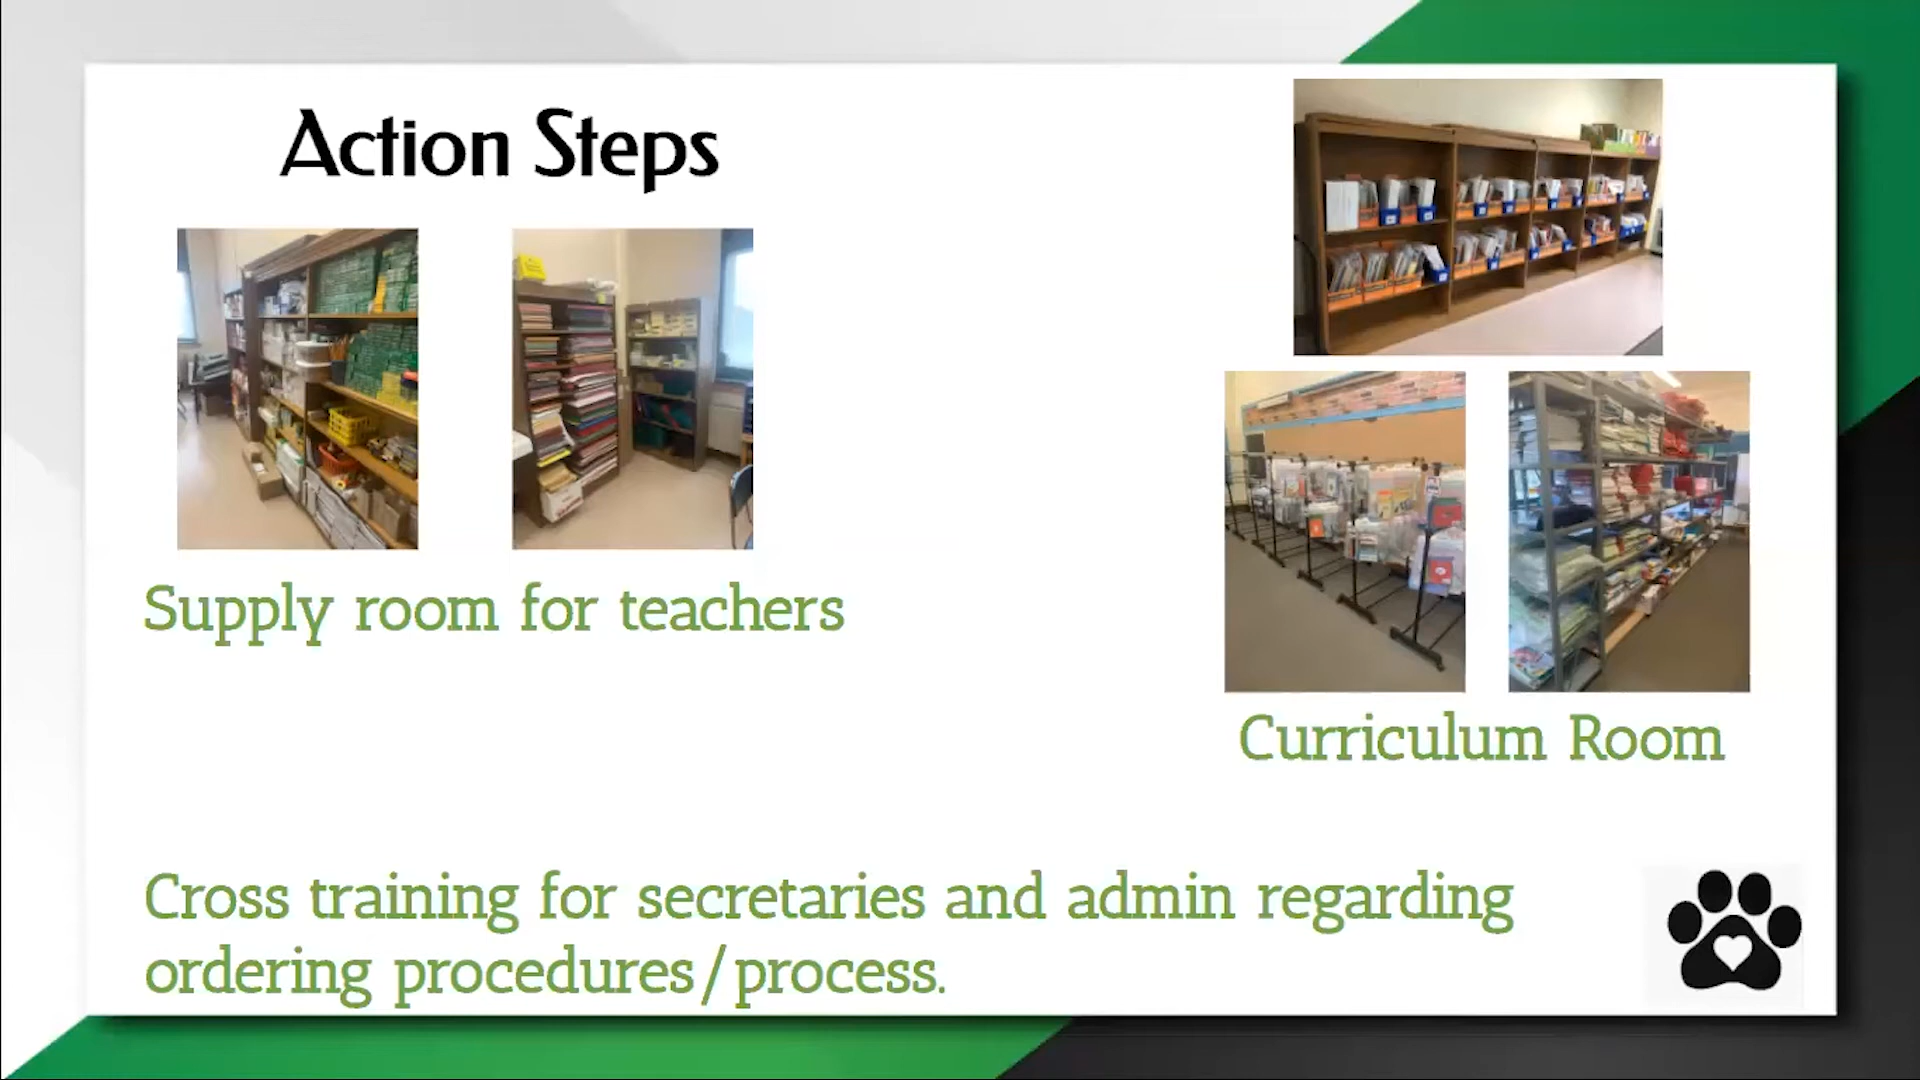 Action Steps
Supply room for teachers
Curriculum Room
Cross training for secretaries and admin regarding
ordering procedures/process.